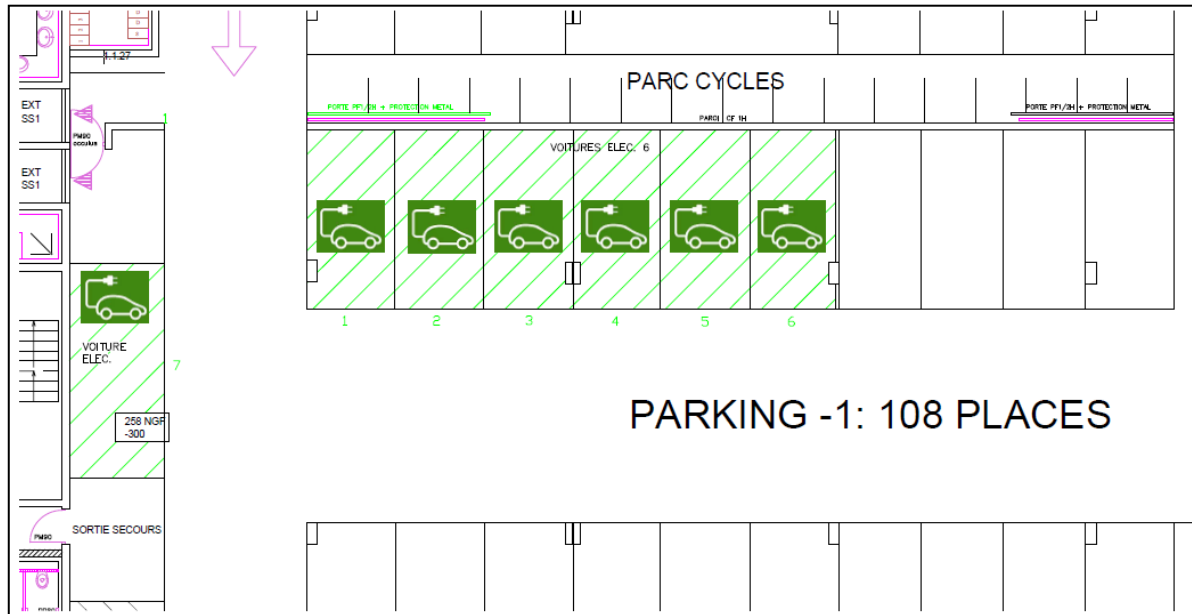 1.1.27
PARC CYCLES
EXT
SS1
PORTE PF1/2H + PROTECTION METAL
PORTE PF1/2H + PROTECTION METAL
1
PAROI CF 1H
PM90
occulus
VOITURES ELEC. 6
EXT
SS1
1
2
3
4
5
6
VOITURE
ELEC.
7
258 NGF
-300
PARKING -1: 108 PLACES
SORTIE SECOURS
PM90